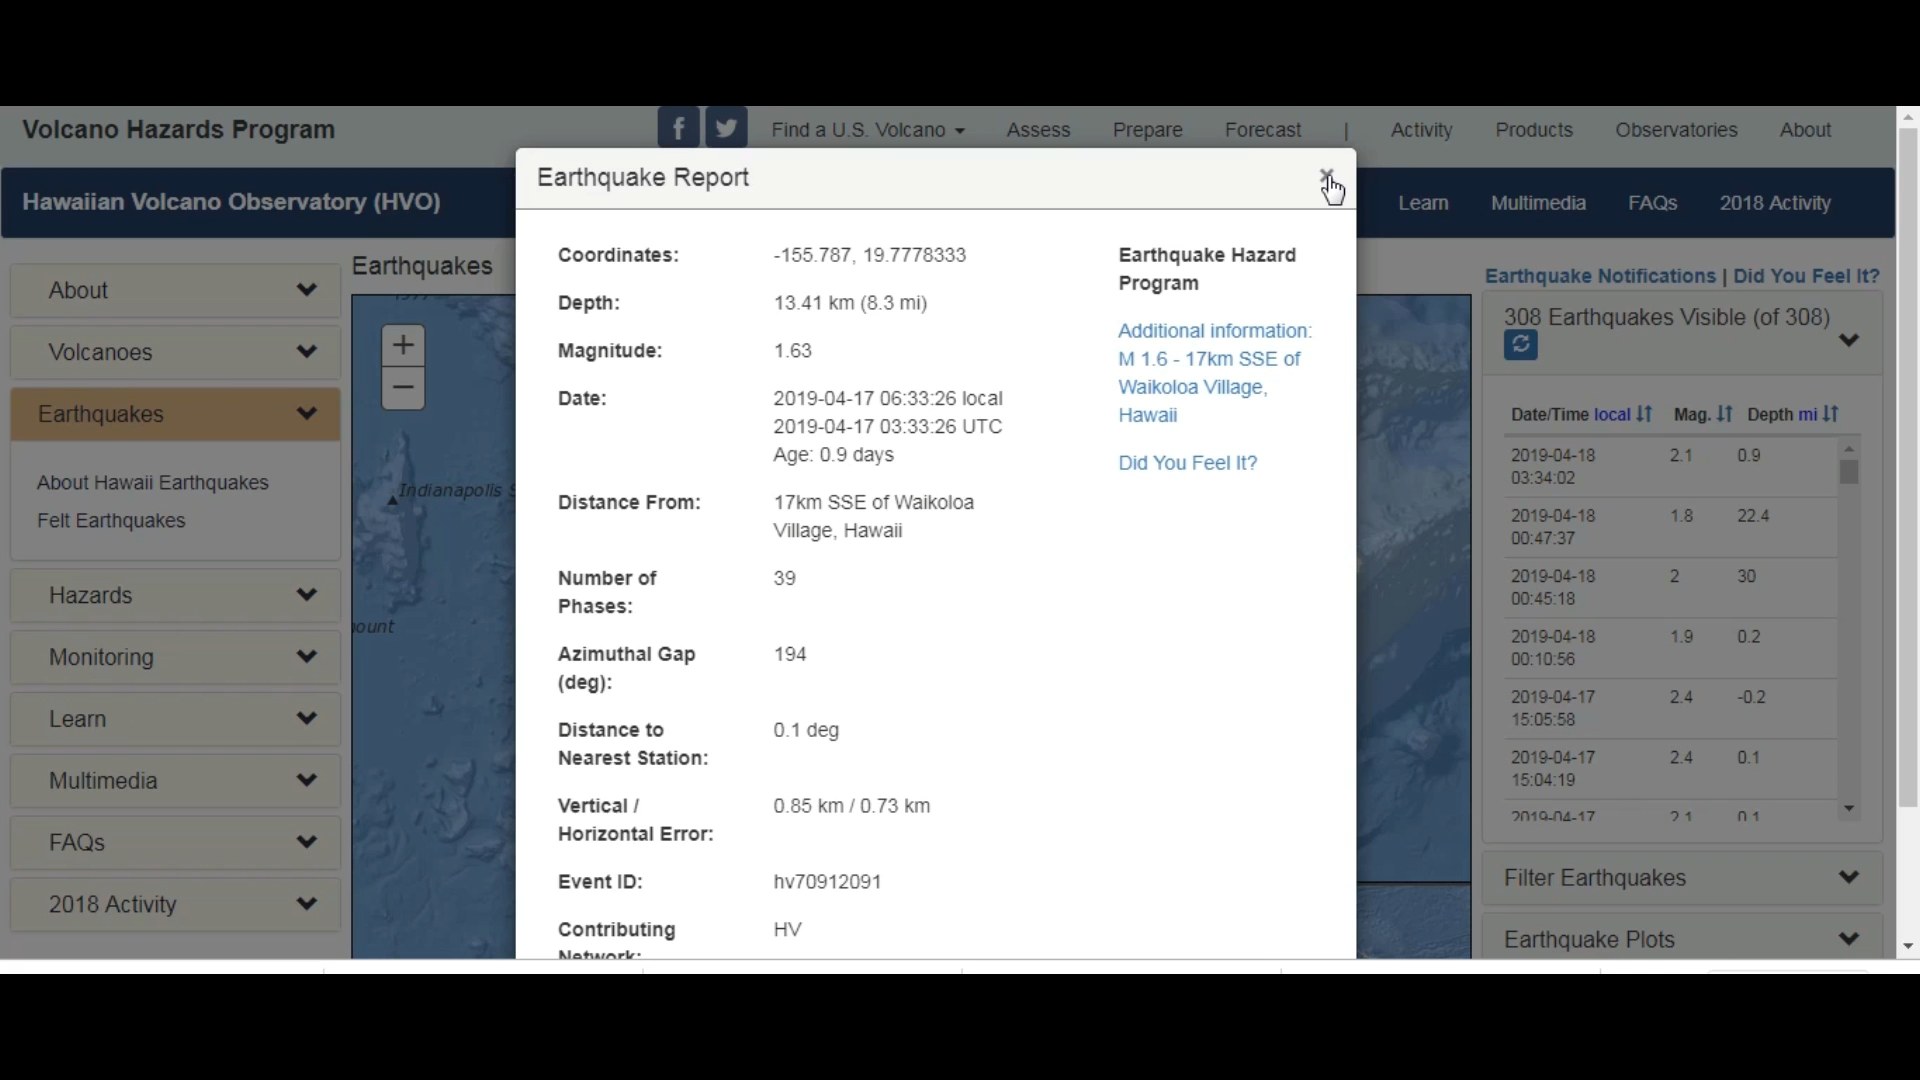 Volcano Hazards Program
f Find a U.S. Volcano Assess Prepare Forecast | Activity Products Observatories About
Hawaiian Volcano Observatory (HVO)
Learn Multimedia FAQs 2018 Activity
About
Volcanoes
Earthquakes
About Hawaii Earthquakes
Felt Earthquakes
Hazards
Monitoring
Learn
Multimedia
FAQs
2018 Activity
Earthquakes
+
−
Indianapolis S
ount
Earthquake Report
×
Coordinates: -155.787, 19.7778333
Depth: 13.41 km (8.3 mi)
Magnitude: 1.63
Date: 2019-04-17 06:33:26 local
2019-04-17 03:33:26 UTC
Age: 0.9 days
Distance From: 17km SSE of Waikoloa
Village, Hawaii
Number of
Phases: 39
Azimuthal Gap
(deg): 194
Distance to
Nearest Station: 0.1 deg
Vertical /
Horizontal Error: 0.85 km / 0.73 km
Event ID: hv70912091
Contributing
Network: HV
Earthquake Hazard
Program
Additional information:
M 1.6 - 17km SSE of
Waikoloa Village,
Hawaii
Did You Feel It?
Earthquake Notifications | Did You Feel It?
308 Earthquakes Visible (of 308)
Date/Time local Mag. Depth mi
2019-04-18
03:34:02 2.1 0.9
2019-04-18
00:47:37 1.8 22.4
2019-04-18
00:45:18 2 30
2019-04-18
00:10:56 1.9 0.2
2019-04-17
15:05:58 2.4 -0.2
2019-04-17
15:04:19 2.4 0.1
2019-04-17 2.1 0.1
Filter Earthquakes
Earthquake Plots